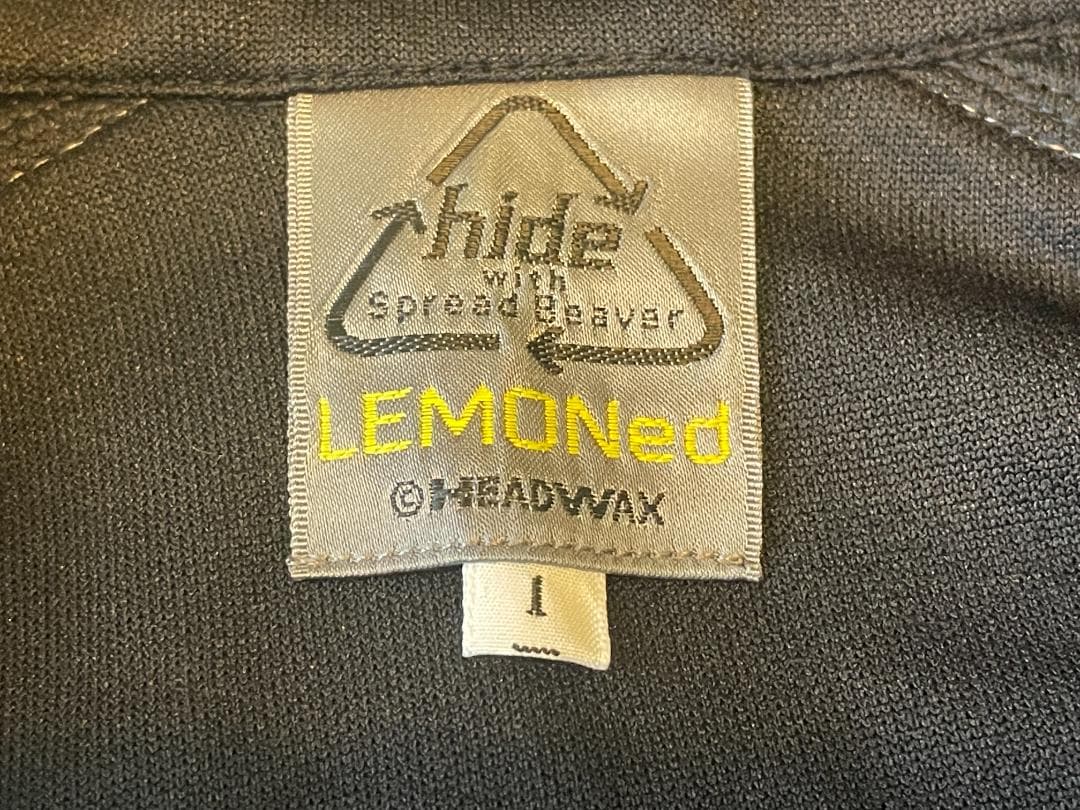 hide
with
Spread Beaver
LEMONed
©HEADWAX
1